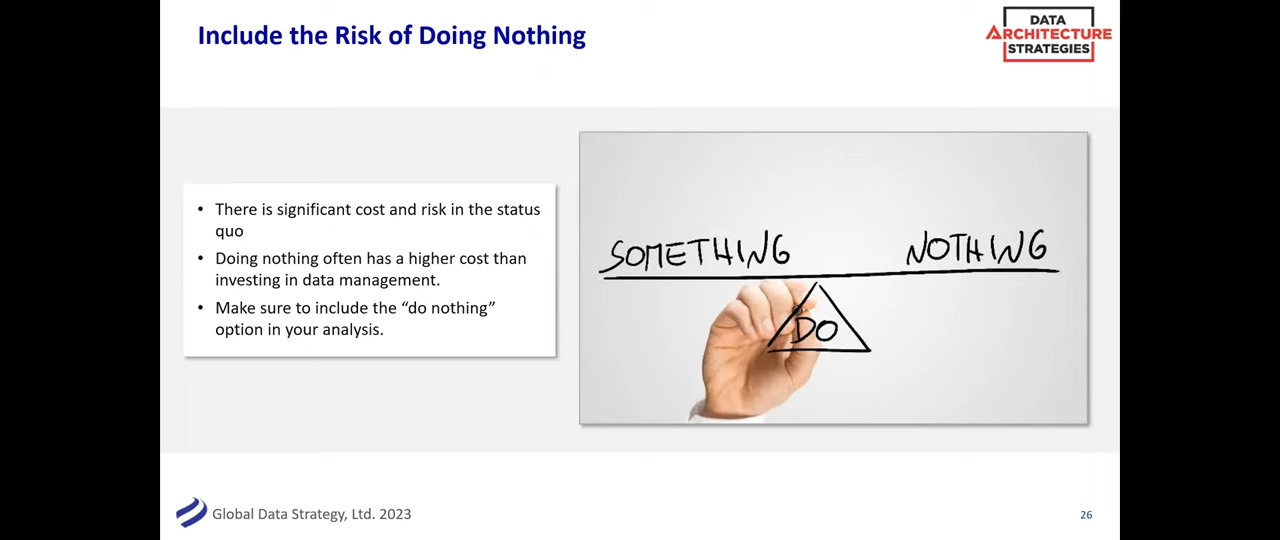 Include the Risk of Doing Nothing
DATA
ARCHITECTURE
STRATEGIES
• There is significant cost and risk in the status
quo
• Doing nothing often has a higher cost than
investing in data management.
• Make sure to include the “do nothing”
option in your analysis.
SOMETHING NOTHING
DO
Global Data Strategy, Ltd. 2023
26